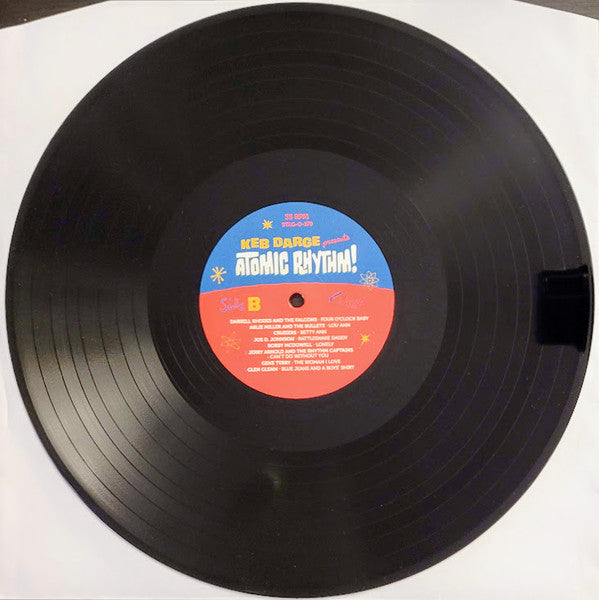 33 RPM
KEB DARGE presents
ATOMIC RHYTHM!
Side B
DARRELL RHODES AND THE FALCONS · FOUR O'CLOCK BABY
ARLIE MILLER AND THE BULLETS · LOU ANN
CRUISERS · BETTY ANN
JOE D. JOHNSON · RATTLESNAKE DADDY
BOBBY MCDOWELL · LONELY
JERRY ARNOLD AND THE RHYTHM CAPTAINS
· CAN'T DO WITHOUT YOU
GENE TERRY · THE WOMAN I LOVE
GLEN GLENN · BLUE JEANS AND A BOYS' SHIRT